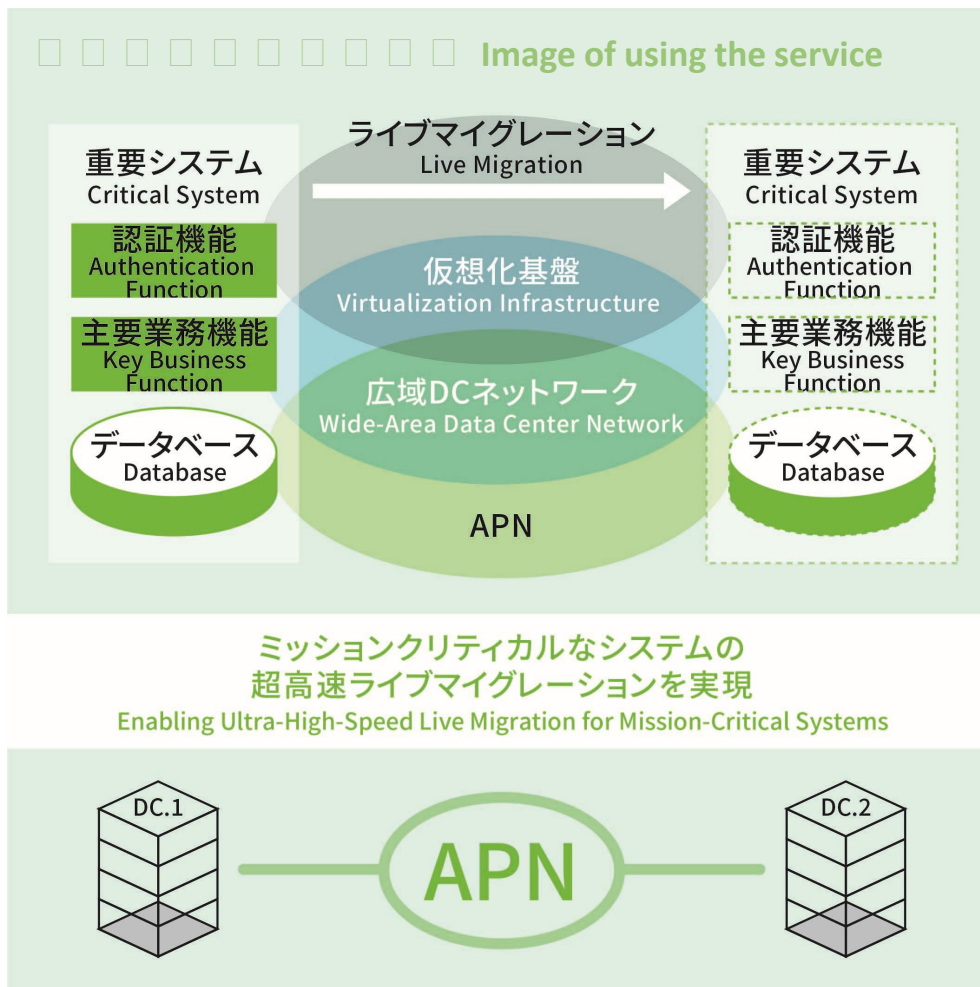 Image of using the service
重要システム
Critical System
認証機能
Authentication
Function
主要業務機能
Key Business
Function
データベース
Database
ライブマイグレーション
Live Migration
仮想化基盤
Virtualization Infrastructure
広域DCネットワーク
Wide-Area Data Center Network
APN
重要システム
Critical System
認証機能
Authentication
Function
主要業務機能
Key Business
Function
データベース
Database
ミッションクリティカルなシステムの
超高速ライブマイグレーションを実現
Enabling Ultra-High-Speed Live Migration for Mission-Critical Systems
DC.1
APN
DC.2